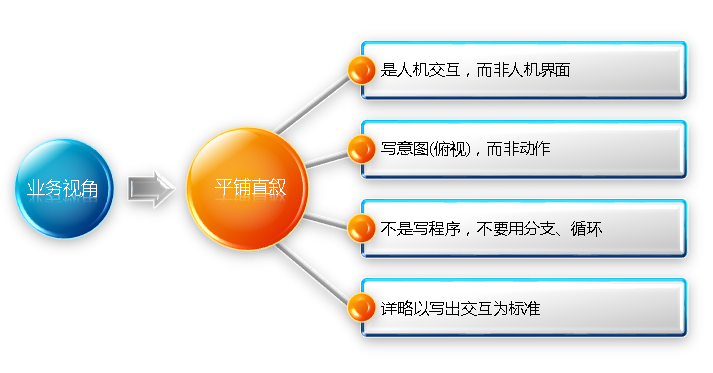 业务视角
平铺直叙
是人机交互，而非人机界面
写意图(俯视)，而非动作
不是写程序，不要用分支、循环
详略以写出交互为标准